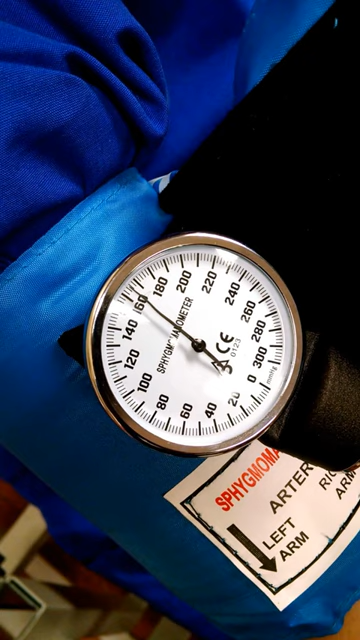 180
200
220
240
260
280
300
mmHg
0
20
40
60
80
100
120
140
160
SPHYGMOMANOMETER
CE
0123
SPHYGMOMA
ARTER
LEFT
ARM
RI
ARM